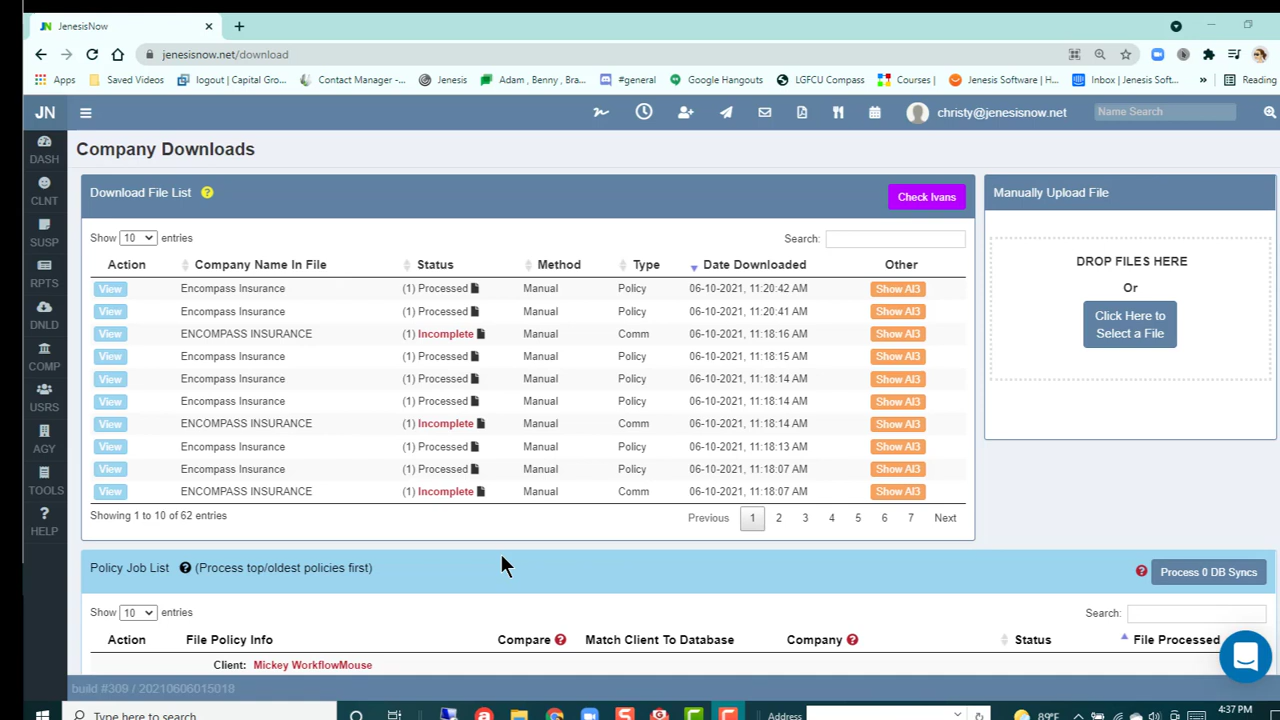 JenesisNow
jenesisnow.net/download
Apps Saved Videos logout | Capital Gro... Contact Manager -... Jenesis Adam , Benny , Bra... #general Google Hangouts LGFCU Compass Courses | Jenesis Software | H... Inbox | Jenesis Soft... » Reading
JN christy@jenesisnow.net Name Search
DASH
CLNT
SUSP
RPTS
DNLD
COMP
USRS
AGY
TOOLS
HELP
Company Downloads
Download File List ? Check Ivans
Show 10 entries Search:
Action Company Name In File Status Method Type Date Downloaded Other
View Encompass Insurance (1) Processed Manual Policy 06-10-2021, 11:20:42 AM Show AI3
View Encompass Insurance (1) Processed Manual Policy 06-10-2021, 11:20:41 AM Show AI3
View ENCOMPASS INSURANCE (1) Incomplete Manual Comm 06-10-2021, 11:18:16 AM Show AI3
View Encompass Insurance (1) Processed Manual Policy 06-10-2021, 11:18:15 AM Show AI3
View Encompass Insurance (1) Processed Manual Policy 06-10-2021, 11:18:14 AM Show AI3
View Encompass Insurance (1) Processed Manual Policy 06-10-2021, 11:18:14 AM Show AI3
View ENCOMPASS INSURANCE (1) Incomplete Manual Comm 06-10-2021, 11:18:14 AM Show AI3
View Encompass Insurance (1) Processed Manual Policy 06-10-2021, 11:18:13 AM Show AI3
View Encompass Insurance (1) Processed Manual Policy 06-10-2021, 11:18:07 AM Show AI3
View ENCOMPASS INSURANCE (1) Incomplete Manual Comm 06-10-2021, 11:18:07 AM Show AI3
Showing 1 to 10 of 62 entries Previous 1 2 3 4 5 6 7 Next
Manually Upload File
DROP FILES HERE
Or
Click Here to
Select a File
Policy Job List ? (Process top/oldest policies first) ? Process 0 DB Syncs
Show 10 entries Search:
Action File Policy Info Compare ? Match Client To Database Company ? Status File Processed
Client: Mickey WorkflowMouse
build #309 / 20210606015018
Type here to search Address 89°F 4:37 PM